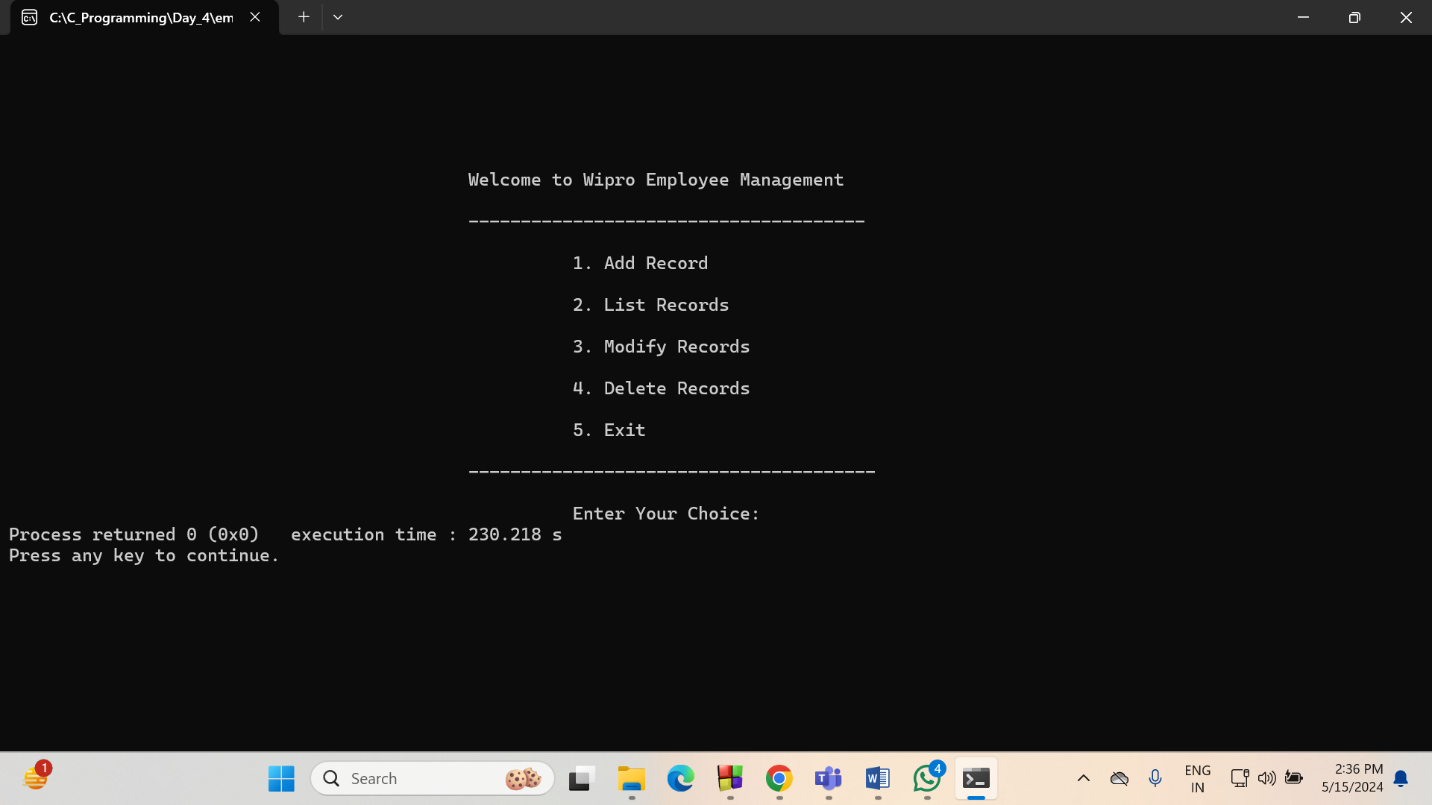 C:\C_Programming\Day_4\em
Welcome to Wipro Employee Management
--------------------------------------
1. Add Record
2. List Records
3. Modify Records
4. Delete Records
5. Exit
---------------------------------------
Enter Your Choice:
Process returned 0 (0x0)   execution time : 230.218 s
Press any key to continue.
1
Search
4
ENG
IN
2:36 PM
5/15/2024